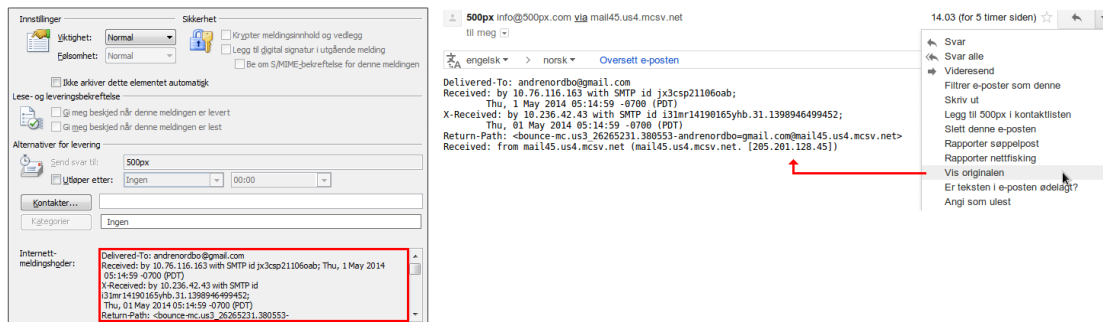 Innstillinger
Sikkerhet
Viktighet: Normal
Følsomhet: Normal
Krypter meldingsinnhold og vedlegg
Legg til digital signatur i utgående melding
Be om S/MIME-bekreftelse for denne meldingen
Ikke arkiver dette elementet automatisk
Lese- og leveringsbekreftelse
Gi meg beskjed når denne meldingen er levert
Gi meg beskjed når denne meldingen er lest
Alternativer for levering
Send svar til: 500px
Utløper etter: Ingen 00:00
Kontakter...
Kategorier Ingen
Internett-
meldingshoder:
Delivered-To: andrenordbo@gmail.com
Received: by 10.76.116.163 with SMTP id jx3csp21106oab; Thu, 1 May 2014
05:14:59 -0700 (PDT)
X-Received: by 10.236.42.43 with SMTP id
i31mr14190165yhb.31.1398946499452;
Thu, 01 May 2014 05:14:59 -0700 (PDT)
Return-Path: <bounce-mc.us3_26265231.380553-
500px info@500px.com via mail45.us4.mcsv.net
til meg
14.03 (for 5 timer siden)
engelsk > norsk Oversett e-posten
Delivered-To: andrenordbo@gmail.com
Received: by 10.76.116.163 with SMTP id jx3csp21106oab;
Thu, 1 May 2014 05:14:59 -0700 (PDT)
X-Received: by 10.236.42.43 with SMTP id i31mr14190165yhb.31.1398946499452;
Thu, 01 May 2014 05:14:59 -0700 (PDT)
Return-Path: <bounce-mc.us3_26265231.380553-andrenordbo=gmail.com@mail45.us4.mcsv.net>
Received: from mail45.us4.mcsv.net (mail45.us4.mcsv.net. [205.201.128.45])
Svar
Svar alle
Videresend
Filtrer e-poster som denne
Skriv ut
Legg til 500px i kontaktlisten
Slett denne e-posten
Rapporter søppelpost
Rapporter nettfisking
Vis originalen
Er teksten i e-posten ødelagt?
Angi som ulest